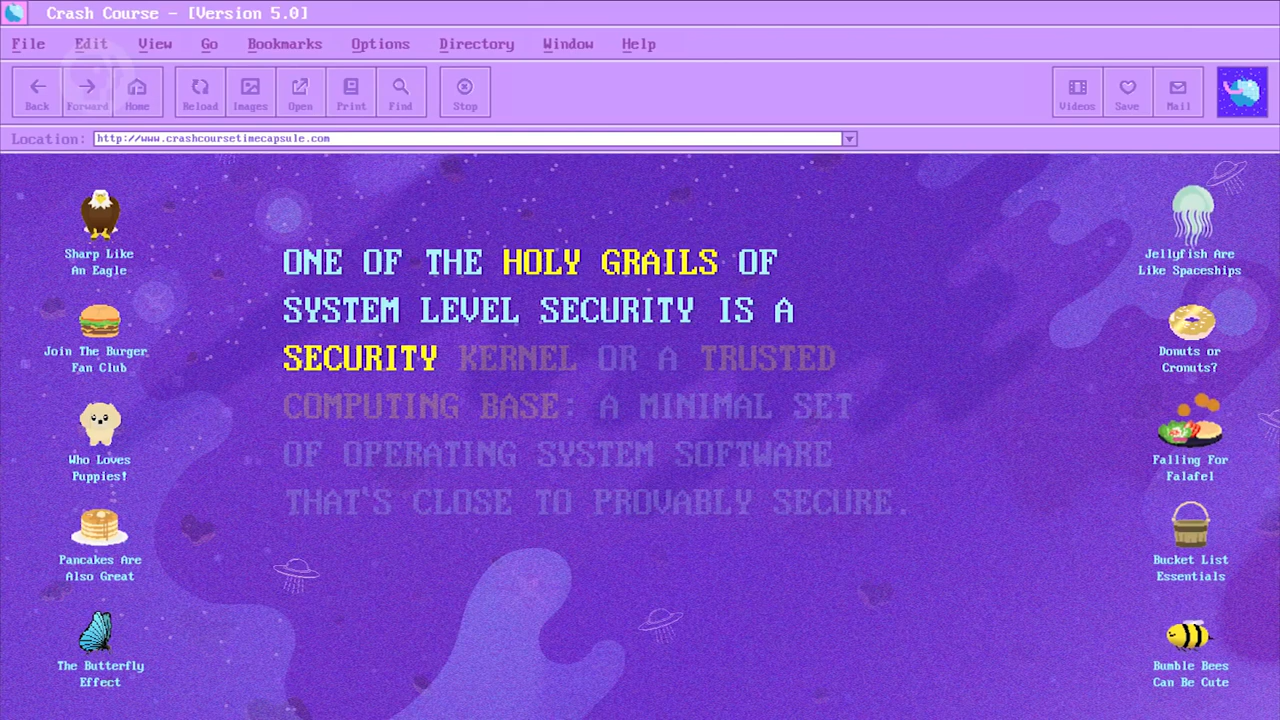 Crash Course - [Version 5.0]
File Edit View Go Bookmarks Options Directory Window Help
Back Forward Home Reload Images Open Print Find Stop Videos Save Mail
Location: http://www.crashcoursetimecapsule.com
Sharp Like
An Eagle
Join The Burger
Fan Club
Who Loves
Puppies!
Pancakes Are
Also Great
The Butterfly
Effect
ONE OF THE HOLY GRAILS OF
SYSTEM LEVEL SECURITY IS A
SECURITY KERNEL OR A TRUSTED
COMPUTING BASE: A MINIMAL SET
OF OPERATING SYSTEM SOFTWARE
THAT'S CLOSE TO PROVABLY SECURE.
Jellyfish Are
Like Spaceships
Donuts or
Cronuts?
Falling For
Falafel
Bucket List
Essentials
Bumble Bees
Can Be Cute